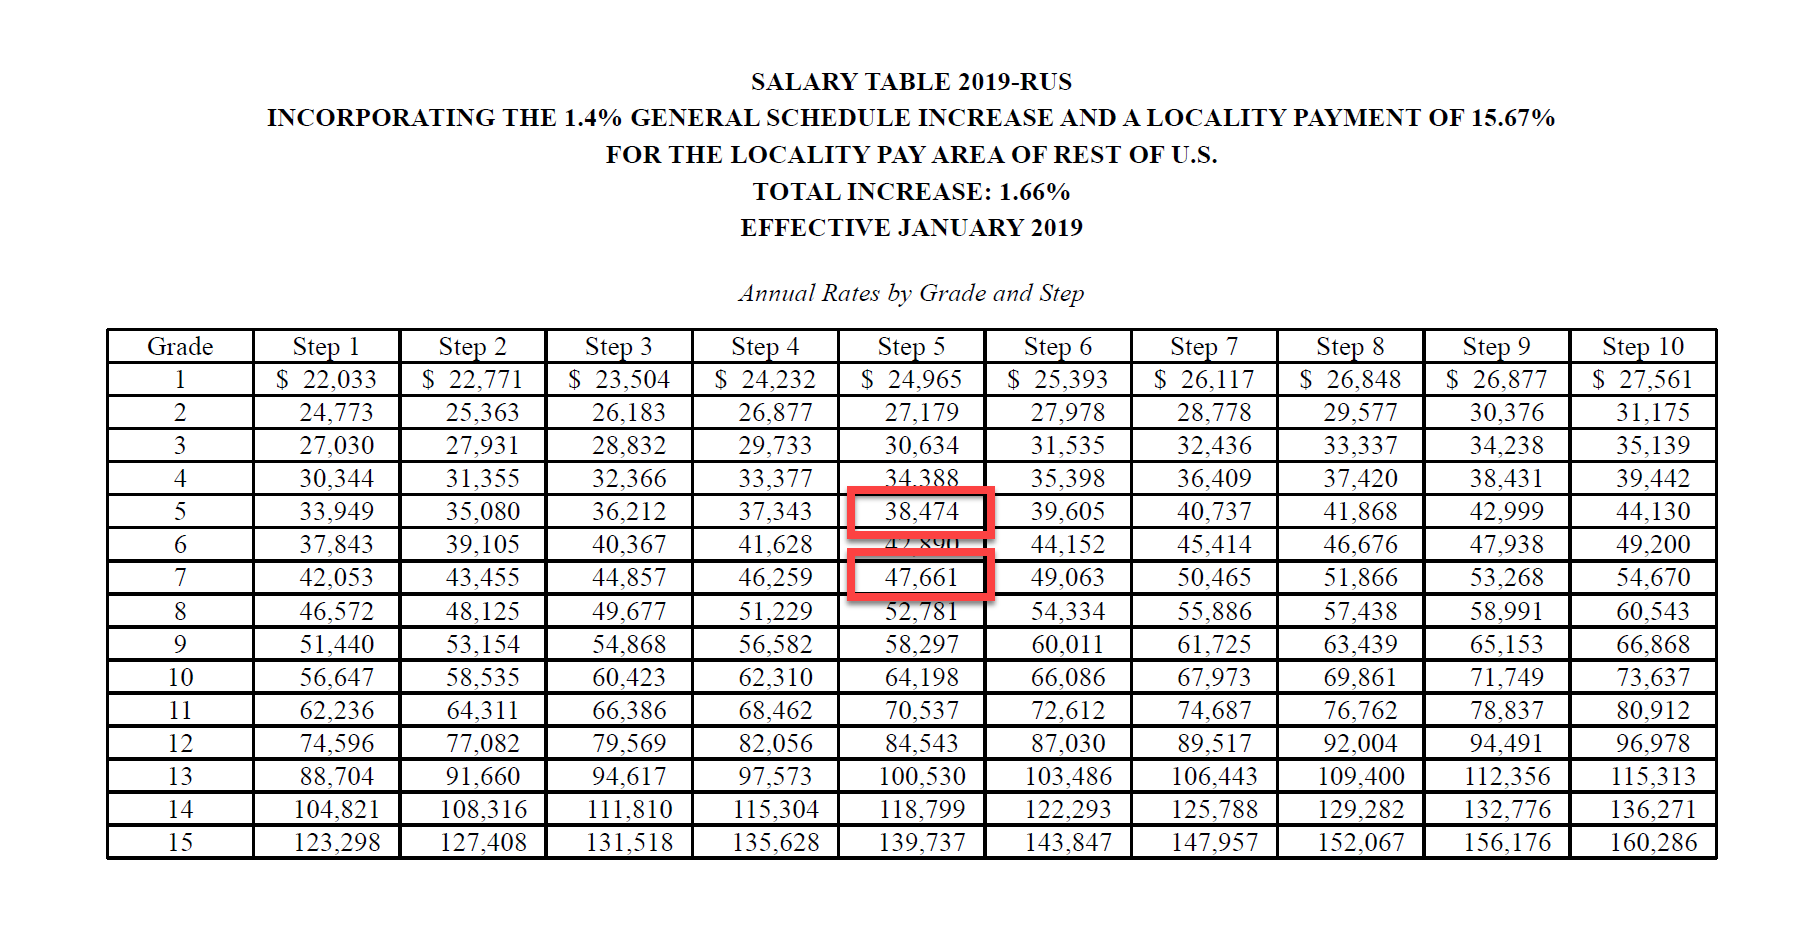 SALARY TABLE 2019-RUS
INCORPORATING THE 1.4% GENERAL SCHEDULE INCREASE AND A LOCALITY PAYMENT OF 15.67%
FOR THE LOCALITY PAY AREA OF REST OF U.S.
TOTAL INCREASE: 1.66%
EFFECTIVE JANUARY 2019
Annual Rates by Grade and Step
Grade Step 1 Step 2 Step 3 Step 4 Step 5 Step 6 Step 7 Step 8 Step 9 Step 10
1 $ 22,033 $ 22,771 $ 23,504 $ 24,232 $ 24,965 $ 25,393 $ 26,117 $ 26,848 $ 26,877 $ 27,561
2 24,773 25,363 26,183 26,877 27,179 27,978 28,778 29,577 30,376 31,175
3 27,030 27,931 28,832 29,733 30,634 31,535 32,436 33,337 34,238 35,139
4 30,344 31,355 32,366 33,377 34,388 35,398 36,409 37,420 38,431 39,442
5 33,949 35,080 36,212 37,343 38,474 39,605 40,737 41,868 42,999 44,130
6 37,843 39,105 40,367 41,628 42,890 44,152 45,414 46,676 47,938 49,200
7 42,053 43,455 44,857 46,259 47,661 49,063 50,465 51,866 53,268 54,670
8 46,572 48,125 49,677 51,229 52,781 54,334 55,886 57,438 58,991 60,543
9 51,440 53,154 54,868 56,582 58,297 60,011 61,725 63,439 65,153 66,868
10 56,647 58,535 60,423 62,310 64,198 66,086 67,973 69,861 71,749 73,637
11 62,236 64,311 66,386 68,462 70,537 72,612 74,687 76,762 78,837 80,912
12 74,596 77,082 79,569 82,056 84,543 87,030 89,517 92,004 94,491 96,978
13 88,704 91,660 94,617 97,573 100,530 103,486 106,443 109,400 112,356 115,313
14 104,821 108,316 111,810 115,304 118,799 122,293 125,788 129,282 132,776 136,271
15 123,298 127,408 131,518 135,628 139,737 143,847 147,957 152,067 156,176 160,286